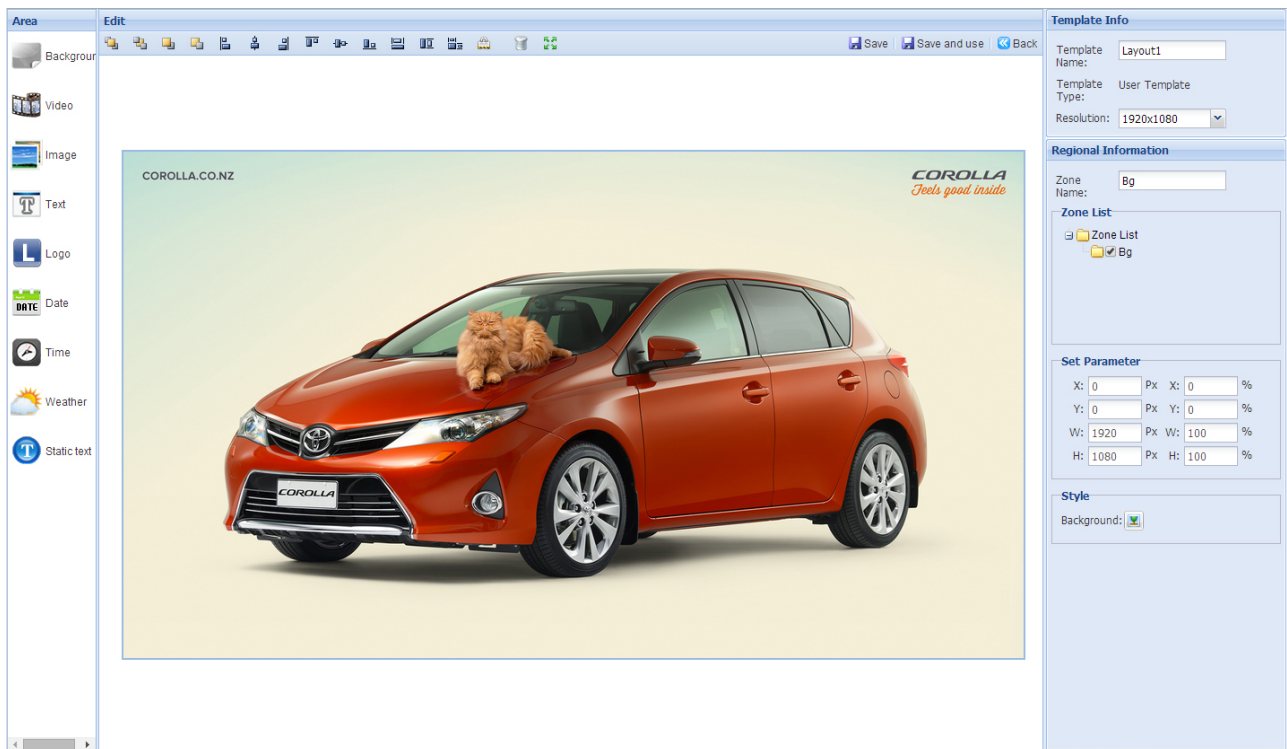 Area
Backgrour
Video
Image
Text
L
Logo
DATE
Date
Time
Weather
T
Static text
Edit
Save
Save and use
Back
COROLLA.CO.NZ
COROLLA
Feels good inside
COROLLA
Template Info
Template
Name:
Layout1
Template
Type:
User Template
Resolution:
1920x1080
Regional Information
Zone
Name:
Bg
Zone List
Zone List
Bg
Set Parameter
X: 0 Px X: 0 %
Y: 0 Px Y: 0 %
W: 1920 Px W: 100 %
H: 1080 Px H: 100 %
Style
Background: